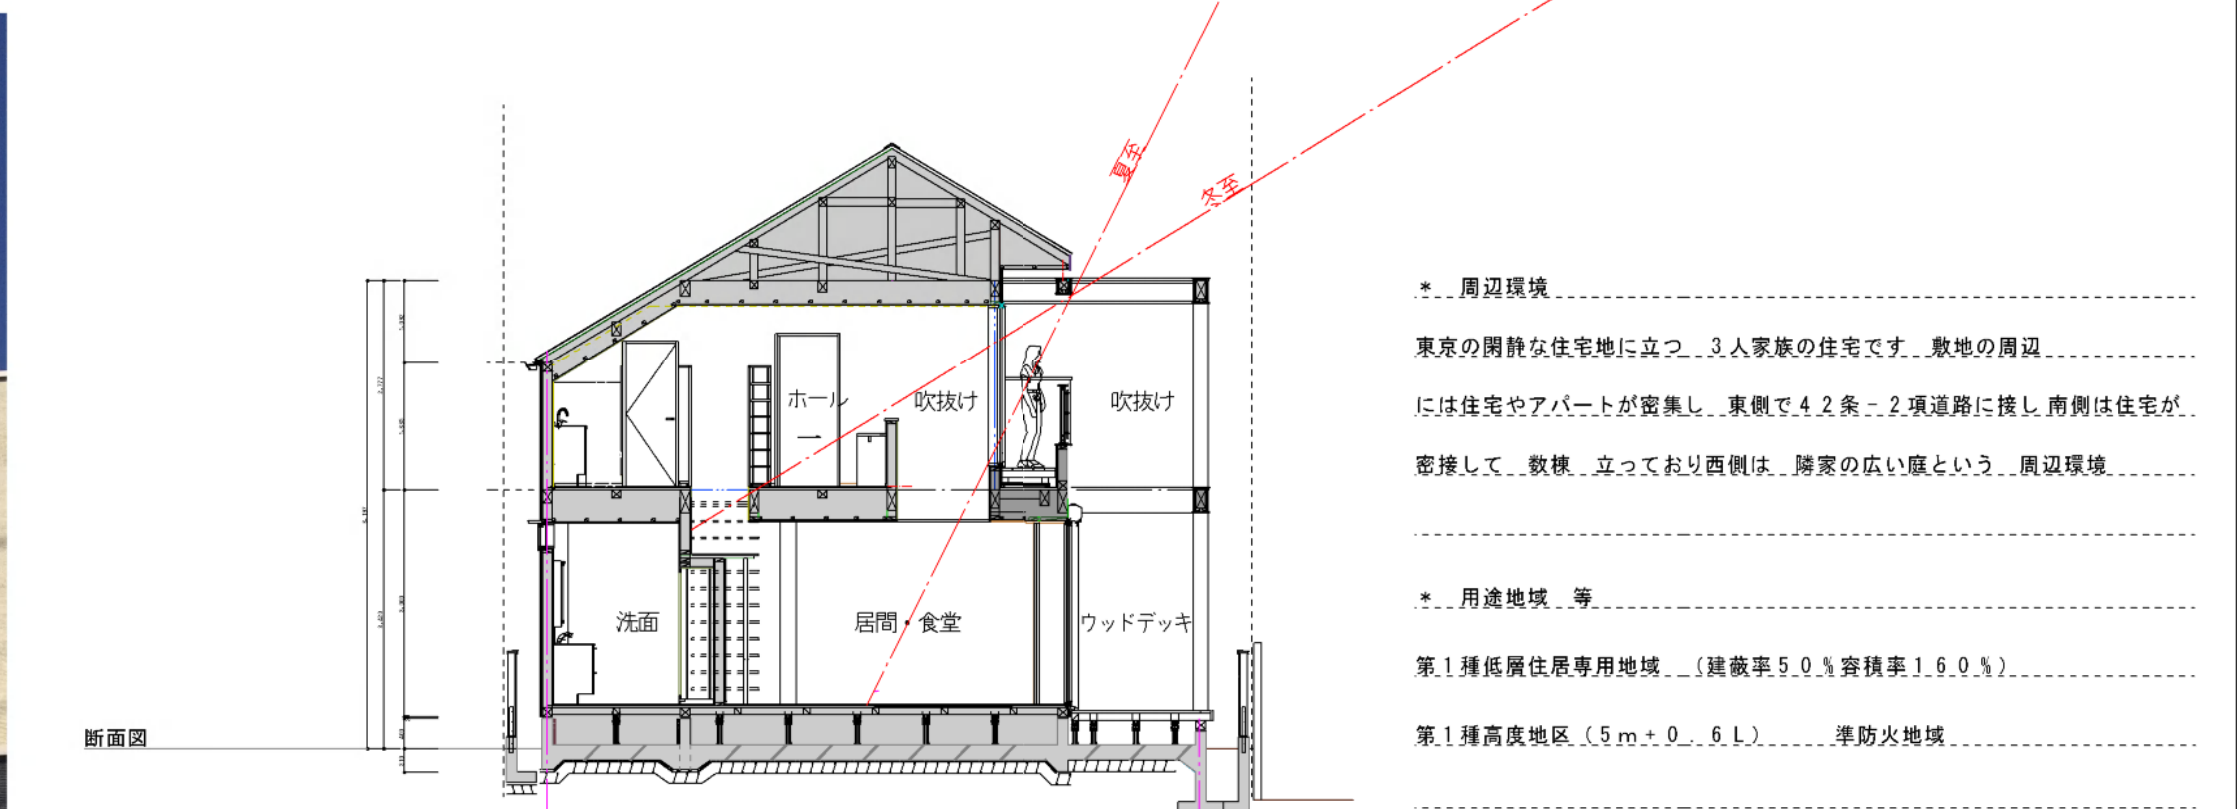 夏至
冬至
ホール
吹抜け
吹抜け
洗面
居間・食堂
ウッドデッキ
断面図
* 周辺環境
東京の閑静な住宅地に立つ 3人家族の住宅です 敷地の周辺
には住宅やアパートが密集し 東側で42条-2項道路に接し 南側は住宅が
密接して 数棟 立っており西側は 隣家の広い庭という 周辺環境
* 用途地域 等
第1種低層住居専用地域 (建蔽率50%容積率160%)
第1種高度地区(5m+0.6L) 準防火地域